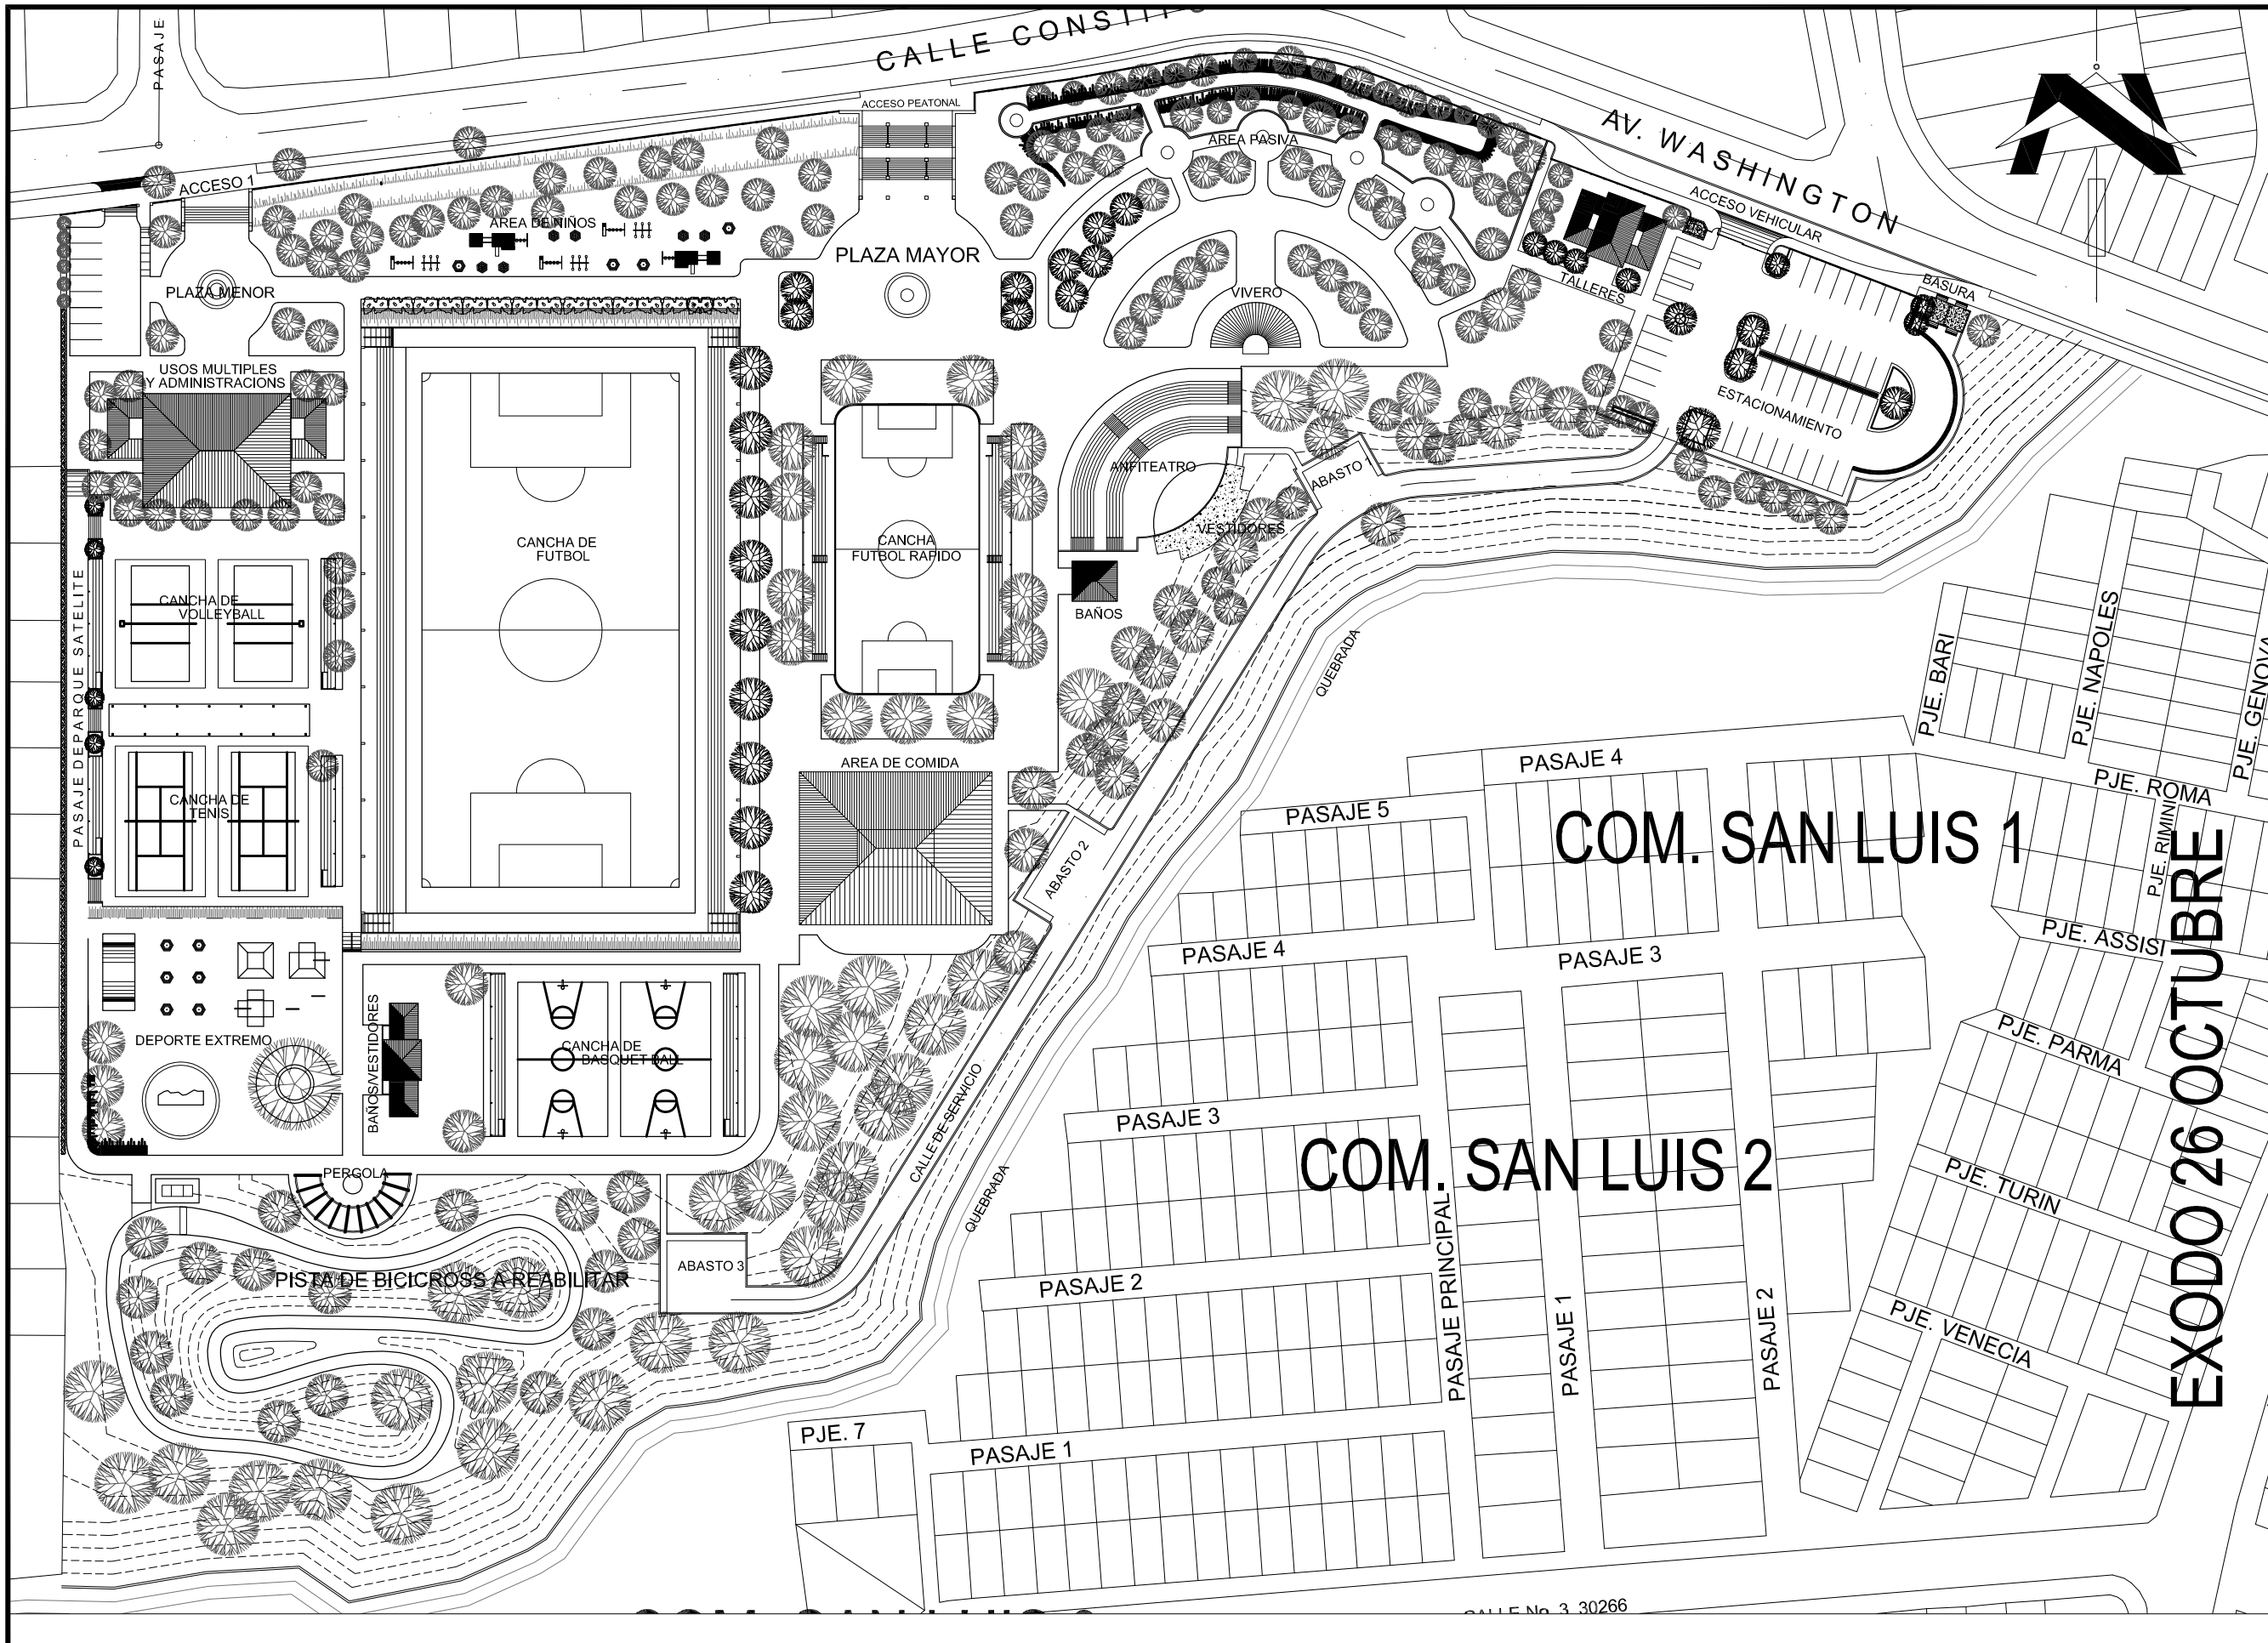 PASAJE
CALLE CONSTITU
AV. WASHINGTON
ACCESO PEATONAL
ACCESO 1
AREA PASIVA
ACCESO VEHICULAR
AREA DE NIÑOS
PLAZA MAYOR
PLAZA MENOR
VIVERO
TALLERES
BASURA
USOS MULTIPLES
Y ADMINISTRACIONS
ESTACIONAMIENTO
ANFITEATRO
ABASTO 1
VESTIDORES
CANCHA DE
FUTBOL
CANCHA
FUTBOL RAPIDO
BAÑOS
CANCHA DE
VOLLEYBALL
PASAJE DEPARQUE SATELITE
QUEBRADA
PJE. BARI
PJE. NAPOLES
PJE. GENOVA
AREA DE COMIDA
CANCHA DE
TENIS
ABASTO 2
PASAJE 4
PASAJE 5
COM. SAN LUIS 1
PJE. ROMA
PJE. RIMINI
PJE. ASSISI
PASAJE 4
PASAJE 3
EXODO 26 OCTUBRE
DEPORTE EXTREMO
BAÑOS/VESTIDORES
CANCHA DE
BASQUET BALL
CALLE DE SERVICIO
PJE. PARMA
PASAJE 3
COM. SAN LUIS 2
PJE. TURIN
PERGOLA
QUEBRADA
PISTA DE BICICROSS A REABILITAR
ABASTO 3
PASAJE 2
PASAJE PRINCIPAL
PASAJE 1
PASAJE 2
PJE. VENECIA
PJE. 7
PASAJE 1
CALLE No. 3 30266